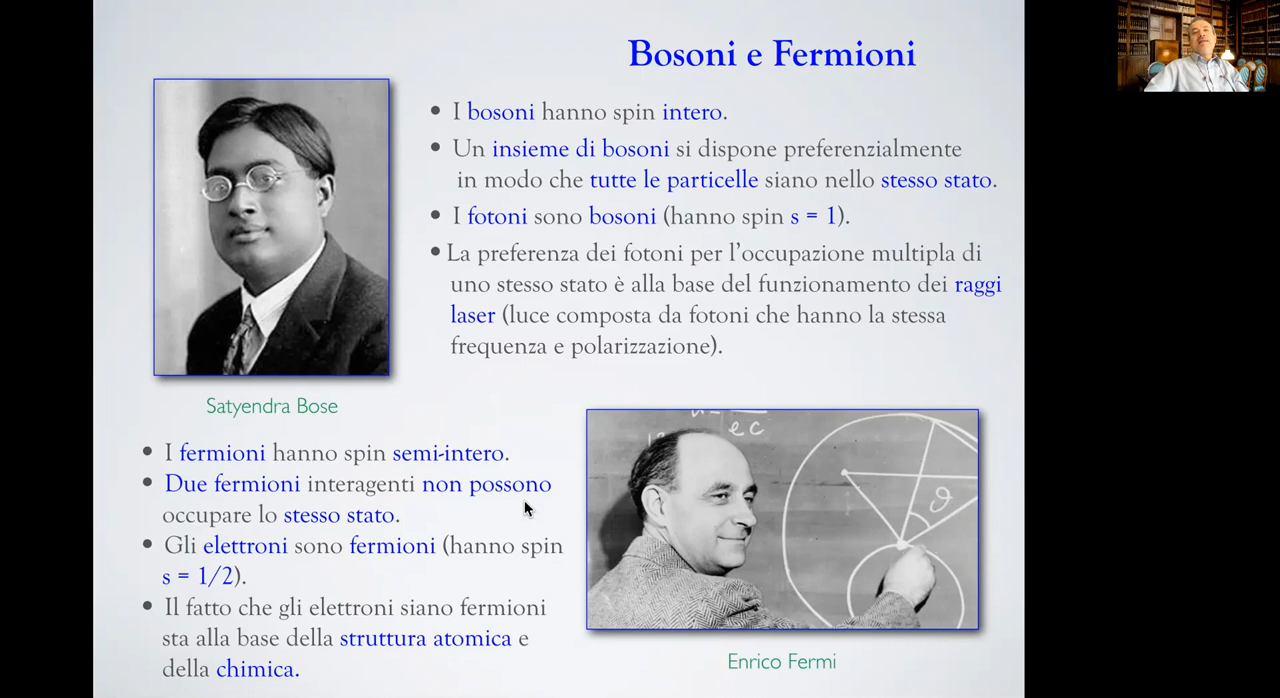 Bosoni e Fermioni
• I bosoni hanno spin intero.
• Un insieme di bosoni si dispone preferenzialmente
in modo che tutte le particelle siano nello stesso stato.
• I fotoni sono bosoni (hanno spin s = 1).
• La preferenza dei fotoni per l'occupazione multipla di
uno stesso stato è alla base del funzionamento dei raggi
laser (luce composta da fotoni che hanno la stessa
frequenza e polarizzazione).
Satyendra Bose
• I fermioni hanno spin semi-intero.
• Due fermioni interagenti non possono
occupare lo stesso stato.
• Gli elettroni sono fermioni (hanno spin
s = 1/2).
• Il fatto che gli elettroni siano fermioni
sta alla base della struttura atomica e
della chimica.
ec
ϑ
Enrico Fermi